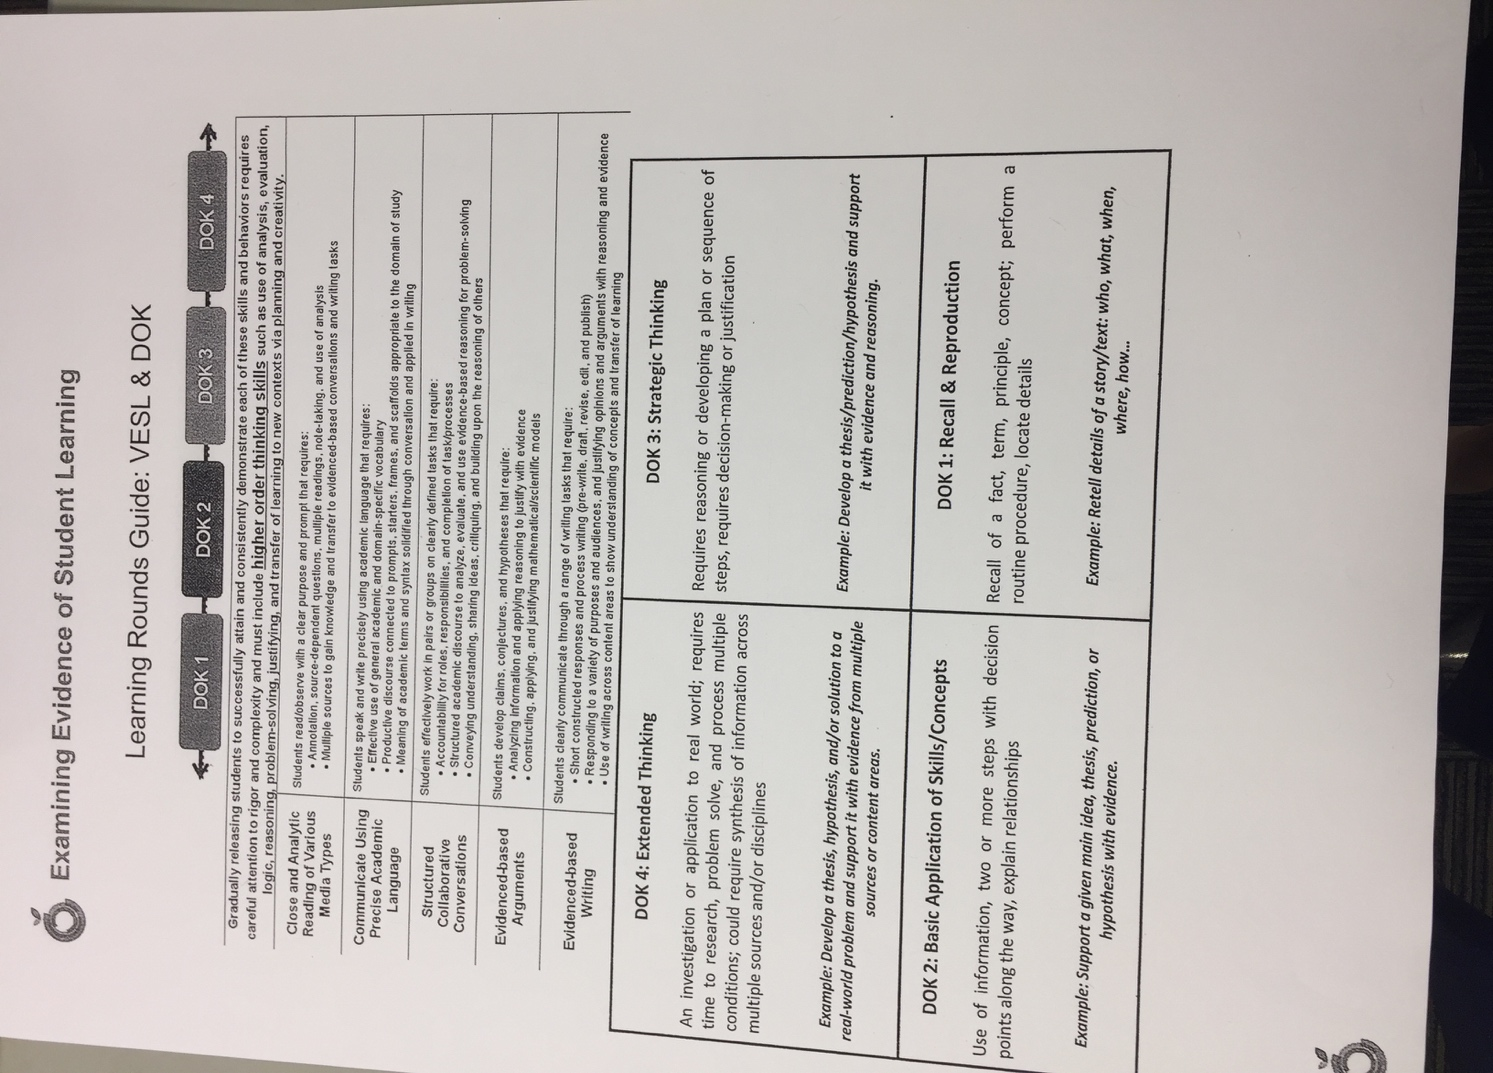 Examining Evidence of Student Learning
Learning Rounds Guide: VESL & DOK
DOK 1 DOK 2 DOK 3 DOK 4
Gradually releasing students to successfully attain and consistently demonstrate each of these skills and behaviors requires
careful attention to rigor and complexity and must include higher order thinking skills such as use of analysis, evaluation,
logic, reasoning, problem-solving, justifying, and transfer of learning to new contexts via planning and creativity.
Close and Analytic
Reading of Various
Media Types
Students read/observe with a clear purpose and prompt that requires:
• Annotation, source-dependent questions, multiple readings, note-taking, and use of analysis
• Multiple sources to gain knowledge and transfer to evidenced-based conversations and writing tasks
Communicate Using
Precise Academic
Language
Students speak and write precisely using academic language that requires:
• Effective use of general academic and domain-specific vocabulary
• Productive discourse connected to prompts, starters, frames, and scaffolds appropriate to the domain of study
• Meaning of academic terms and syntax solidified through conversation and applied in writing
Structured
Collaborative
Conversations
Students effectively work in pairs or groups on clearly defined tasks that require:
• Accountability for roles, responsibilities, and completion of task/processes
• Structured academic discourse to analyze, evaluate, and use evidence-based reasoning for problem-solving
• Conveying understanding, sharing ideas, critiquing, and building upon the reasoning of others
Evidenced-based
Arguments
Students develop claims, conjectures, and hypotheses that require:
• Analyzing information and applying reasoning to justify with evidence
• Constructing, applying, and justifying mathematical/scientific models
Evidenced-based
Writing
Students clearly communicate through a range of writing tasks that require:
• Short constructed responses and process writing (pre-write, draft, revise, edit, and publish)
• Responding to a variety of purposes and audiences, and justifying opinions and arguments with reasoning and evidence
• Use of writing across content areas to show understanding of concepts and transfer of learning
DOK 4: Extended Thinking
An investigation or application to real world; requires
time to research, problem solve, and process multiple
conditions; could require synthesis of information across
multiple sources and/or disciplines
Example: Develop a thesis, hypothesis, and/or solution to a
real-world problem and support it with evidence from multiple
sources or content areas.
DOK 3: Strategic Thinking
Requires reasoning or developing a plan or sequence of
steps, requires decision-making or justification
Example: Develop a thesis/prediction/hypothesis and support
it with evidence and reasoning.
DOK 2: Basic Application of Skills/Concepts
Use of information, two or more steps with decision
points along the way, explain relationships
Example: Support a given main idea, thesis, prediction, or
hypothesis with evidence.
DOK 1: Recall & Reproduction
Recall of a fact, term, principle, concept; perform a
routine procedure, locate details
Example: Retell details of a story/text: who, what, when,
where, how...